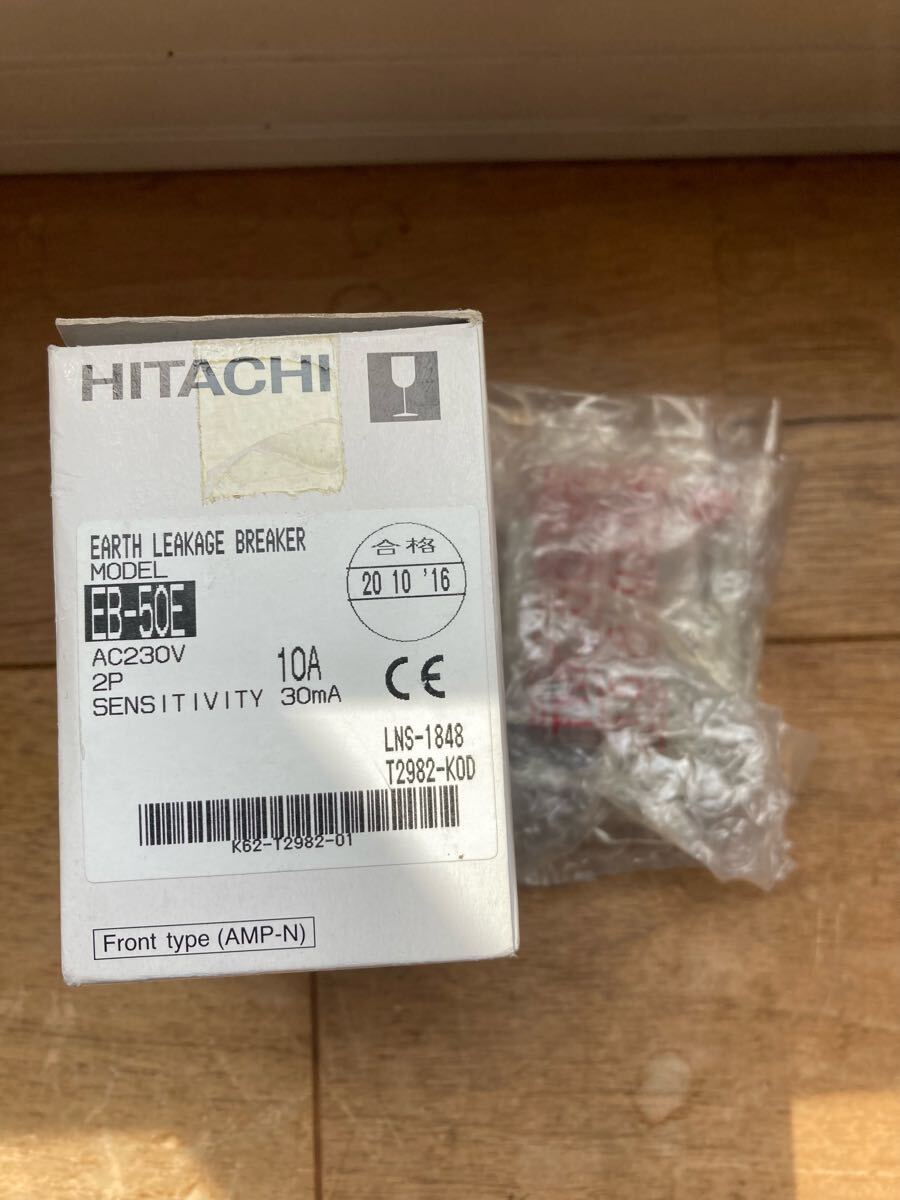 HITACHI
EARTH LEAKAGE BREAKER
MODEL
EB-50E
AC230V 10A
2P
SENSITIVITY 30mA
合格
20 10 '16
CE
LNS-1848
T2982-K0D
K62-T2982-01
Front type (AMP-N)